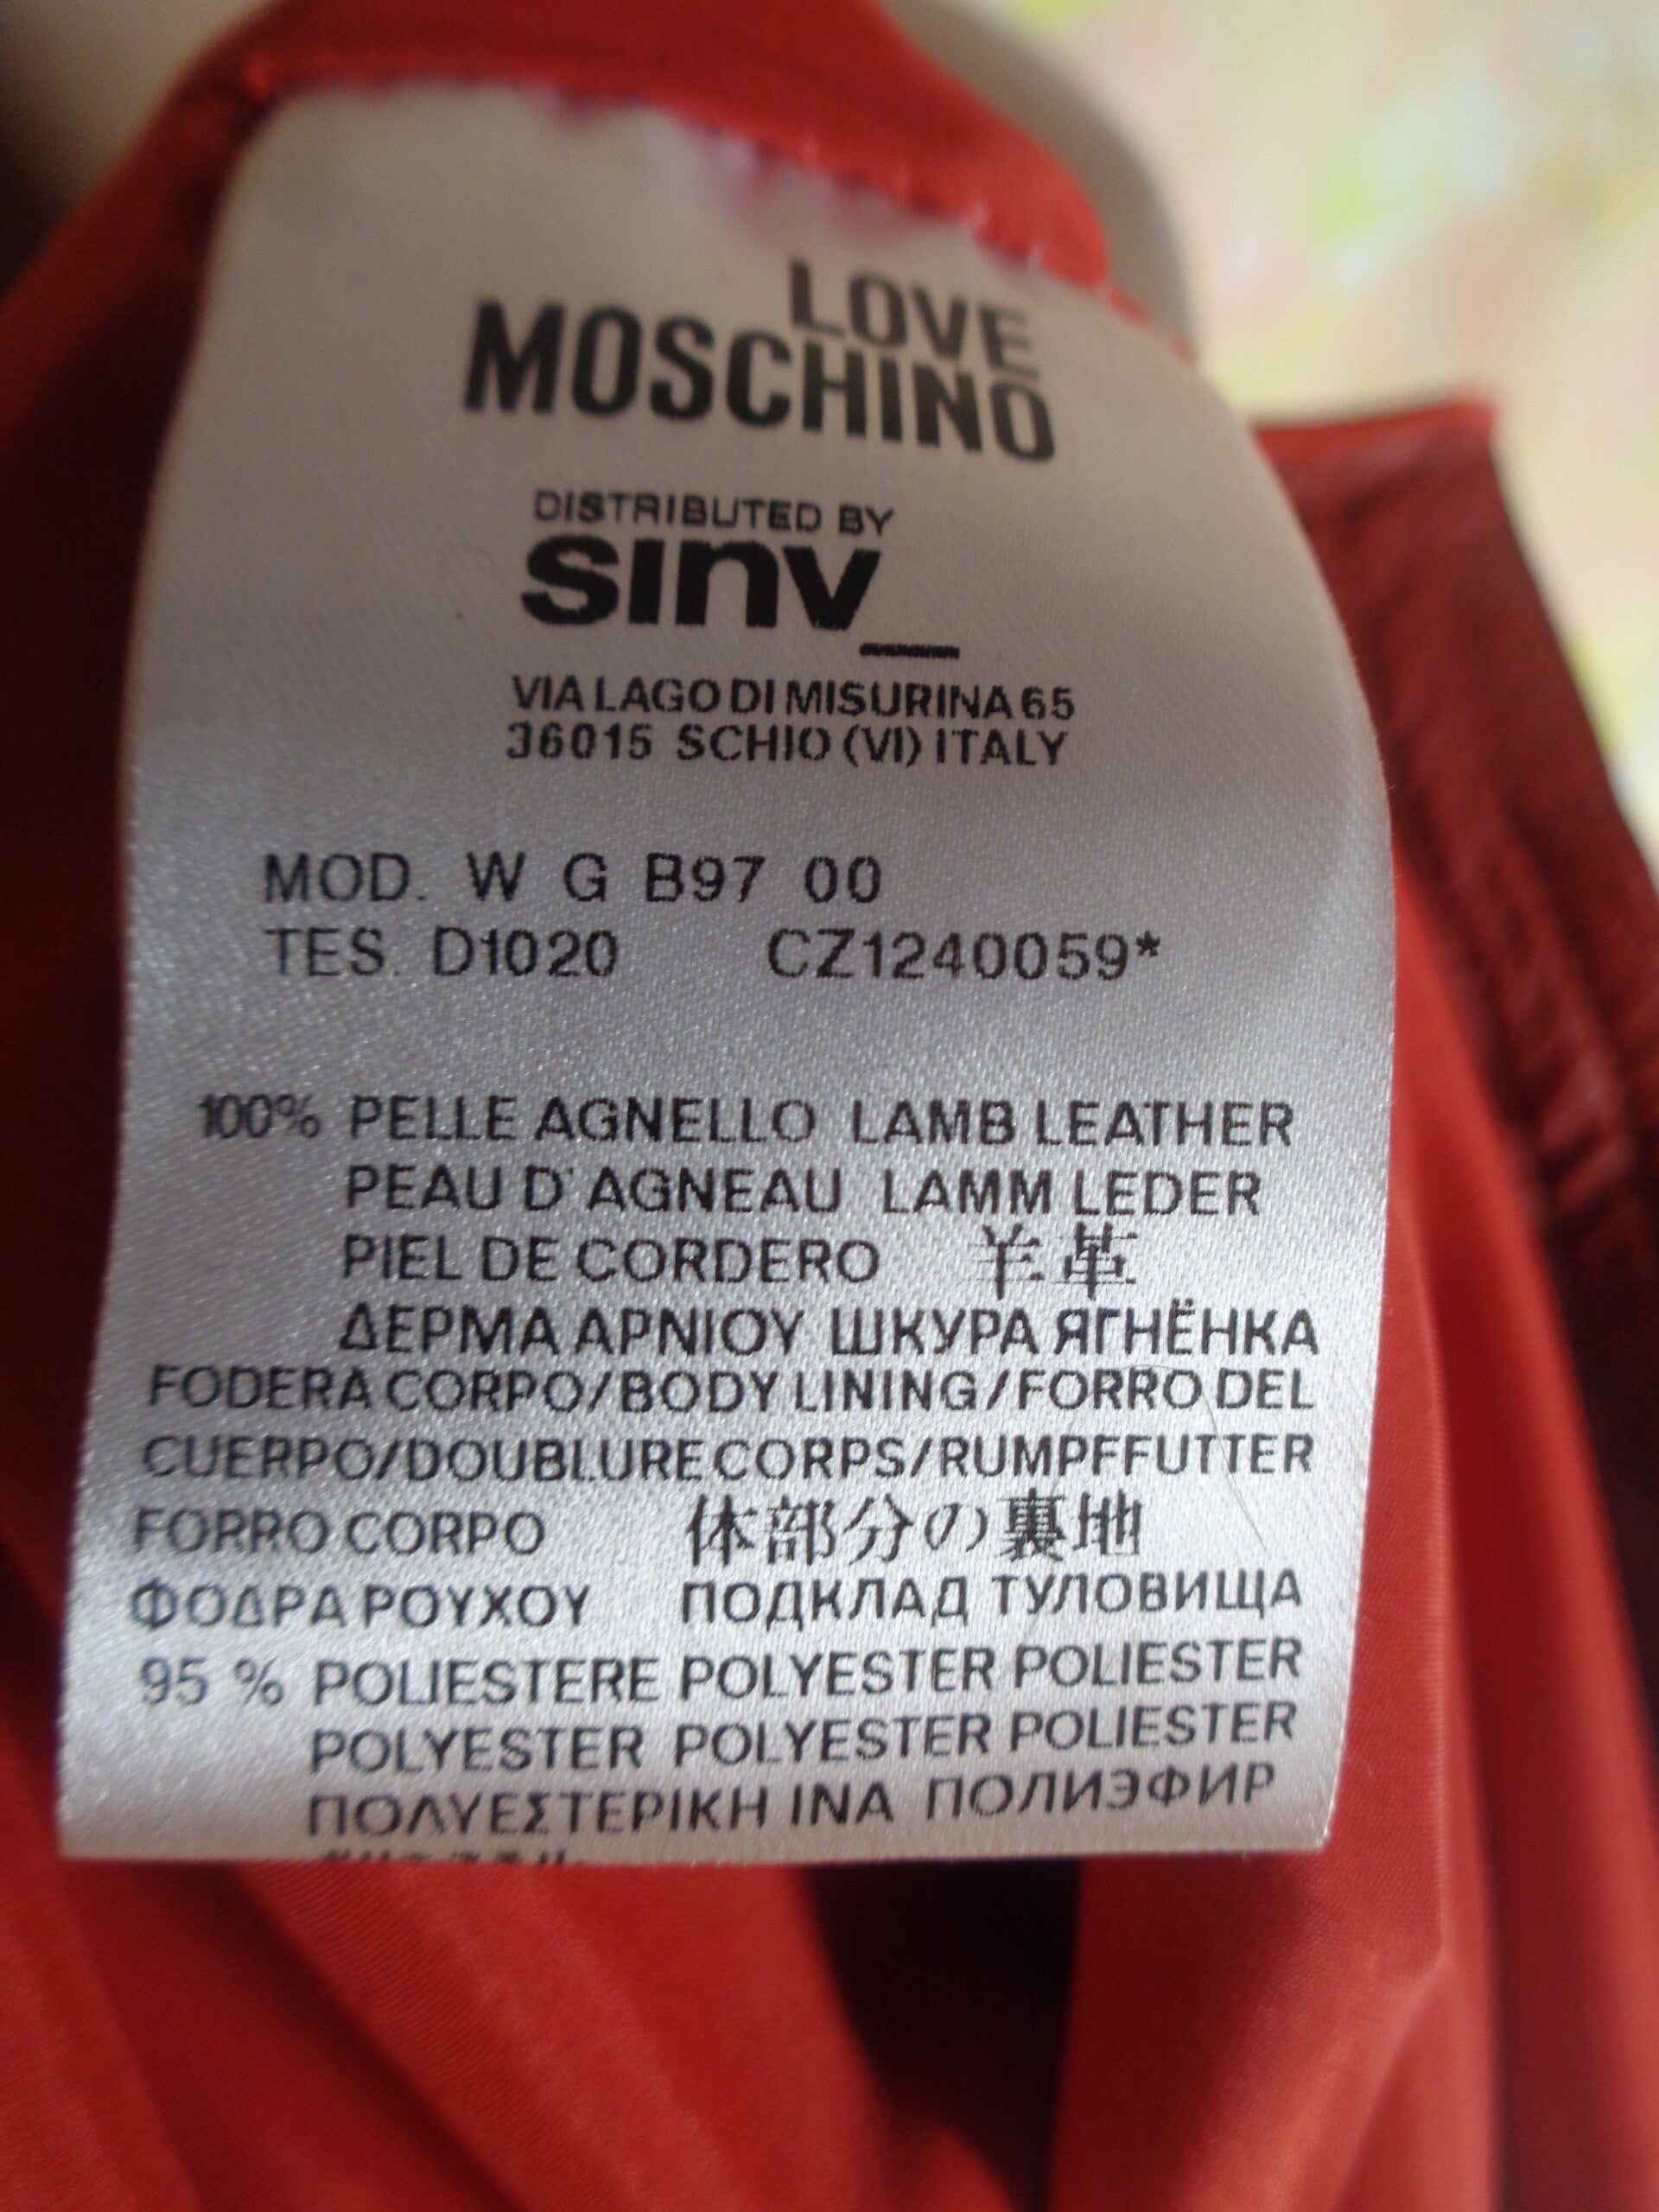 LOVE
MOSCHINO
DISTRIBUTED BY
sinv_
VIA LAGO DI MISURINA 65
36015 SCHIO (VI) ITALY
MOD. W G B97 00
TES. D1020 CZ1240059*
100% PELLE AGNELLO LAMB LEATHER
PEAU D'AGNEAU LAMM LEDER
PIEL DE CORDERO 羊革
ΔΕΡΜΑ ΑΡΝΙΟΥ ШКУРА ЯГНЁНКА
FODERA CORPO/BODY LINING/FORRO DEL
CUERPO/DOUBLURE CORPS/RUMPFFUTTER
FORRO CORPO 体部分の裏地
ΦΟΔΡΑ ΡΟΥΧΟΥ ПОДКЛАД ТУЛОВИЩА
95 % POLIESTERE POLYESTER POLIESTER
POLYESTER POLYESTER POLIESTER
ΠΟΛΥΕΣΤΕΡΙΚΗ ΙΝΑ ПОЛИЭФИР